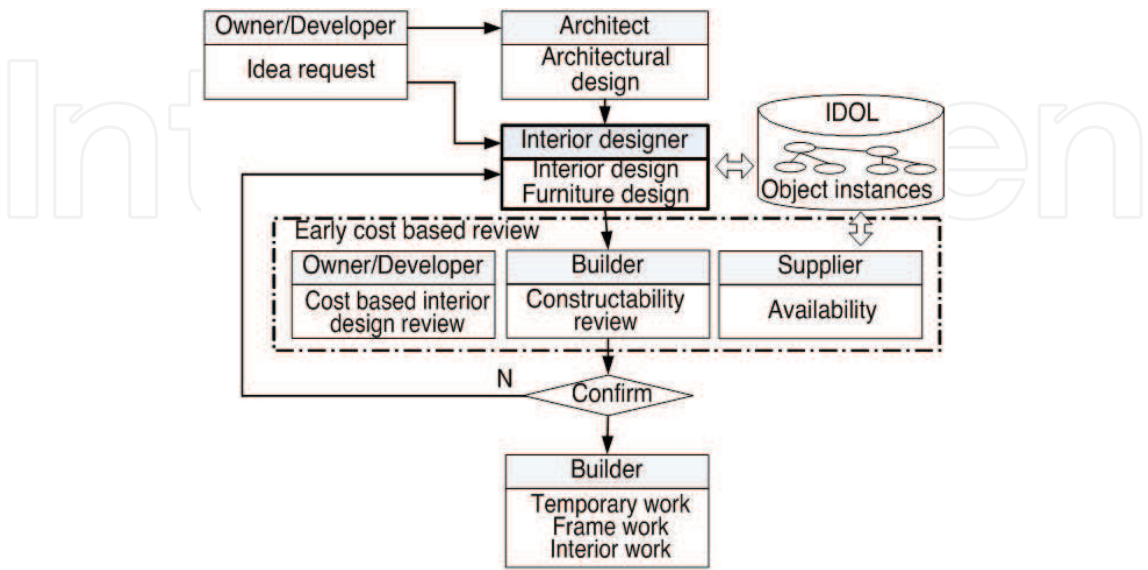 Owner/Developer
Idea request
Architect
Architectural
design
Interior designer
Interior design
Furniture design
IDOL
Object instances
Early cost based review
Owner/Developer
Cost based interior
design review
Builder
Constructability
review
Supplier
Availability
N
Confirm
Builder
Temporary work
Frame work
Interior work